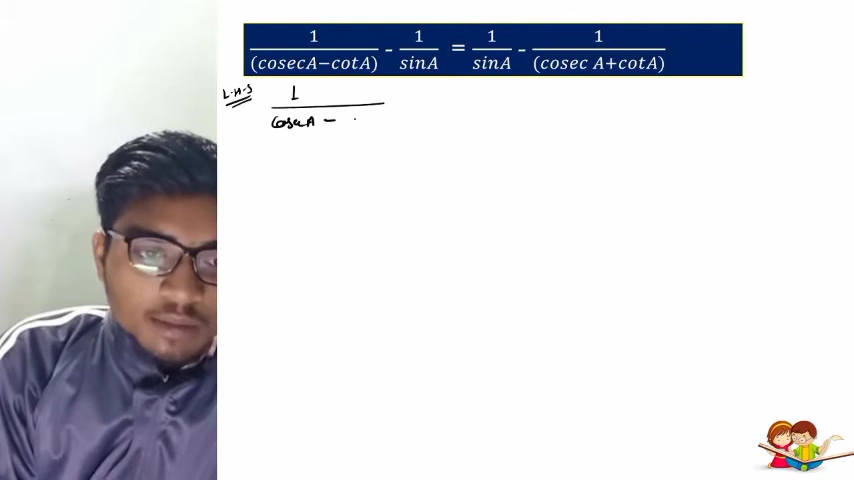 1/(cosecA−cotA) - 1/sinA = 1/sinA - 1/(cosec A+cotA)
L.H.S 1
cosecA −